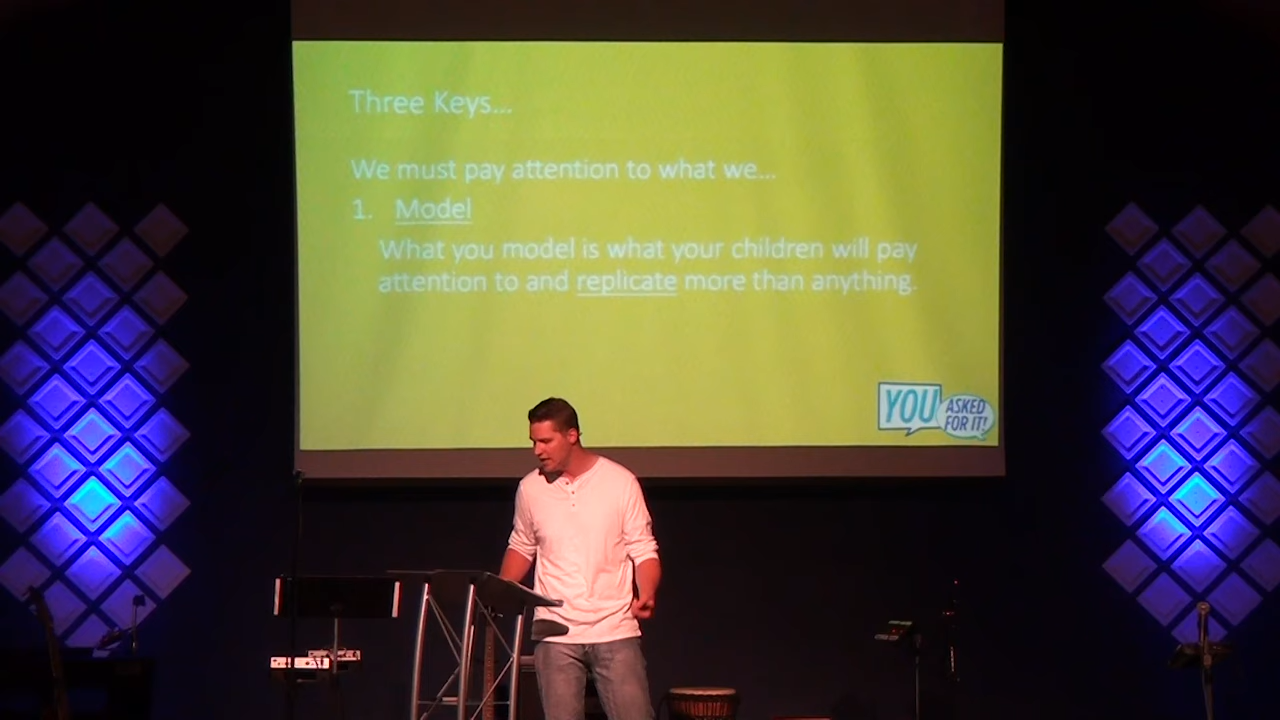 Three Keys...
We must pay attention to what we...
1. Model
What you model is what your children will pay
attention to and replicate more than anything.
YOU
ASKED
FOR IT!